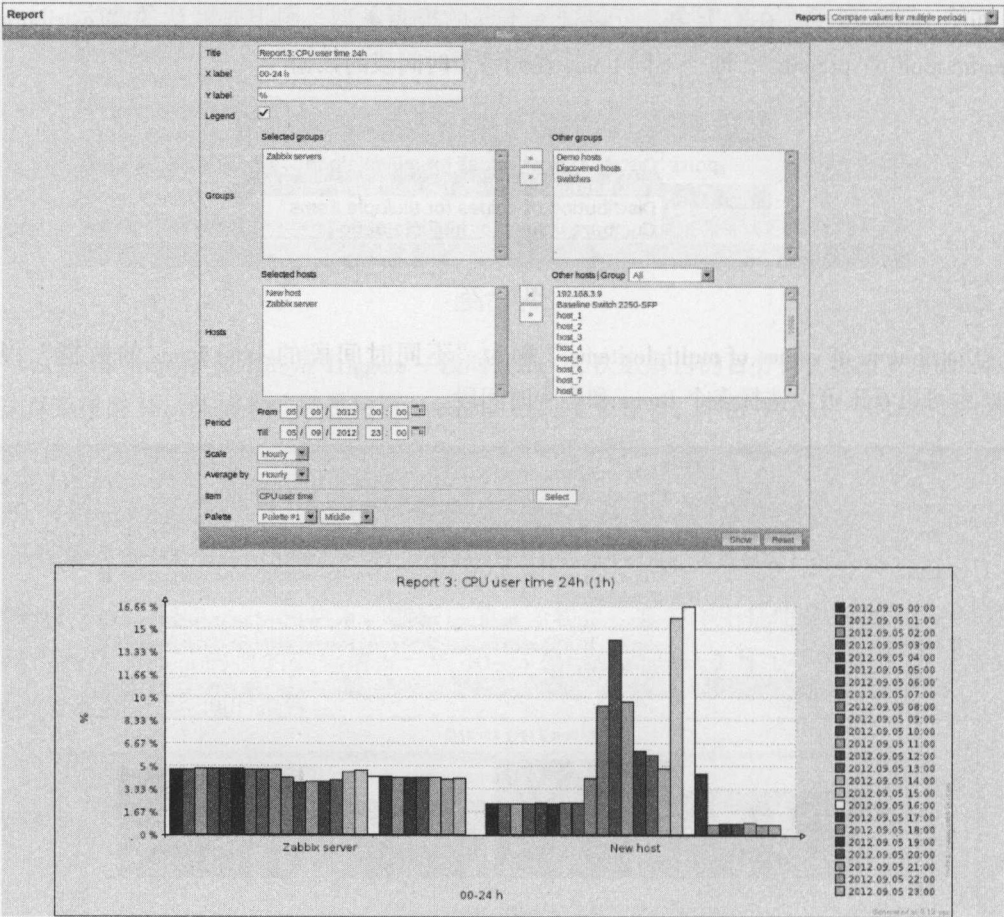 Report
Reports Compare values for multiple periods
Title Report 3: CPU user time 24h
X label 00-24 h
Y label %
Legend
Selected groups Other groups
Groups
Zabbix servers
«
»
Demo hosts
Discovered hosts
Switches
Selected hosts Other hosts | Group All
Hosts
New host
Zabbix server
«
»
192.168.3.9
Baseline Switch 2250-SFP
host_1
host_2
host_3
host_4
host_5
host_6
host_7
host_8
Period
From 05 / 09 / 2012 00 : 00
Till 05 / 09 / 2012 23 : 00
Scale Hourly
Average by Hourly
Item CPU user time Select
Palette Palette #1 Middle
Show Reset
Report 3: CPU user time 24h (1h)
%
16.66 %
15 %
13.33 %
11.66 %
10 %
8.33 %
6.67 %
5 %
3.33 %
1.67 %
0 %
Zabbix server New host
00-24 h
2012.09.05 00:00
2012.09.05 01:00
2012.09.05 02:00
2012.09.05 03:00
2012.09.05 04:00
2012.09.05 05:00
2012.09.05 06:00
2012.09.05 07:00
2012.09.05 08:00
2012.09.05 09:00
2012.09.05 10:00
2012.09.05 11:00
2012.09.05 12:00
2012.09.05 13:00
2012.09.05 14:00
2012.09.05 15:00
2012.09.05 16:00
2012.09.05 17:00
2012.09.05 18:00
2012.09.05 19:00
2012.09.05 20:00
2012.09.05 21:00
2012.09.05 22:00
2012.09.05 23:00